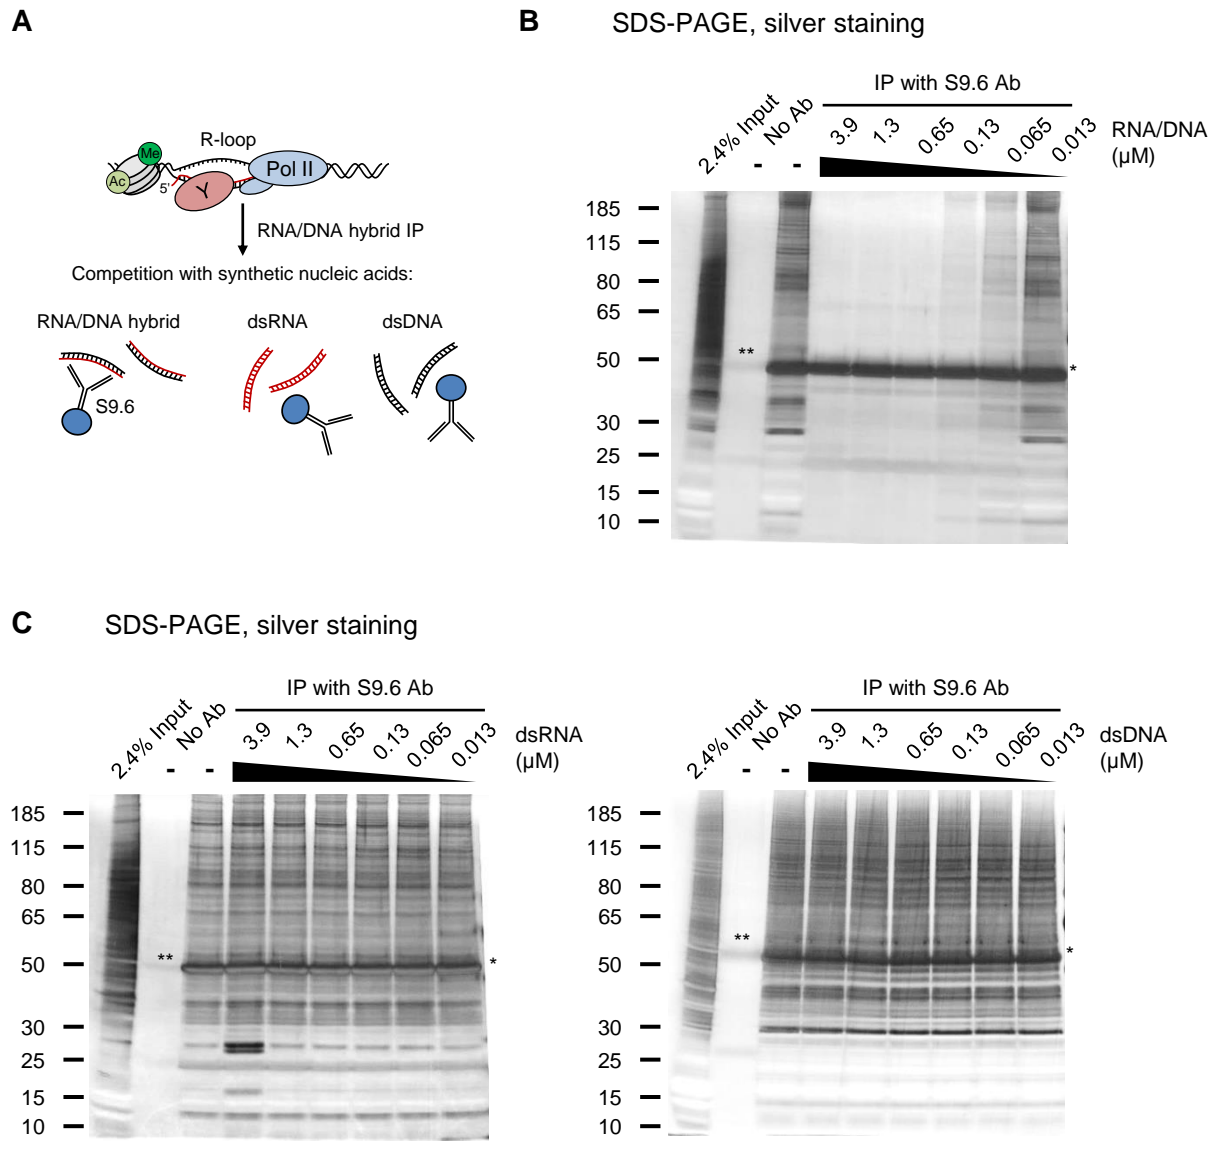 A
R-loop
Me
Ac
5'
Y
Pol II
RNA/DNA hybrid IP
Competition with synthetic nucleic acids:
RNA/DNA hybrid
dsRNA
dsDNA
S9.6
B
SDS-PAGE, silver staining
IP with S9.6 Ab
2.4% Input
No Ab
3.9
1.3
0.65
0.13
0.065
0.013
RNA/DNA
(µM)
- -
185
115
80
65
50
30
25
15
10
**
*
C
SDS-PAGE, silver staining
IP with S9.6 Ab
2.4% Input
No Ab
3.9
1.3
0.65
0.13
0.065
0.013
dsRNA
(µM)
- -
185
115
80
65
50
30
25
15
10
**
*
IP with S9.6 Ab
2.4% Input
No Ab
3.9
1.3
0.65
0.13
0.065
0.013
dsDNA
(µM)
- -
185
115
80
65
50
30
25
15
10
**
*